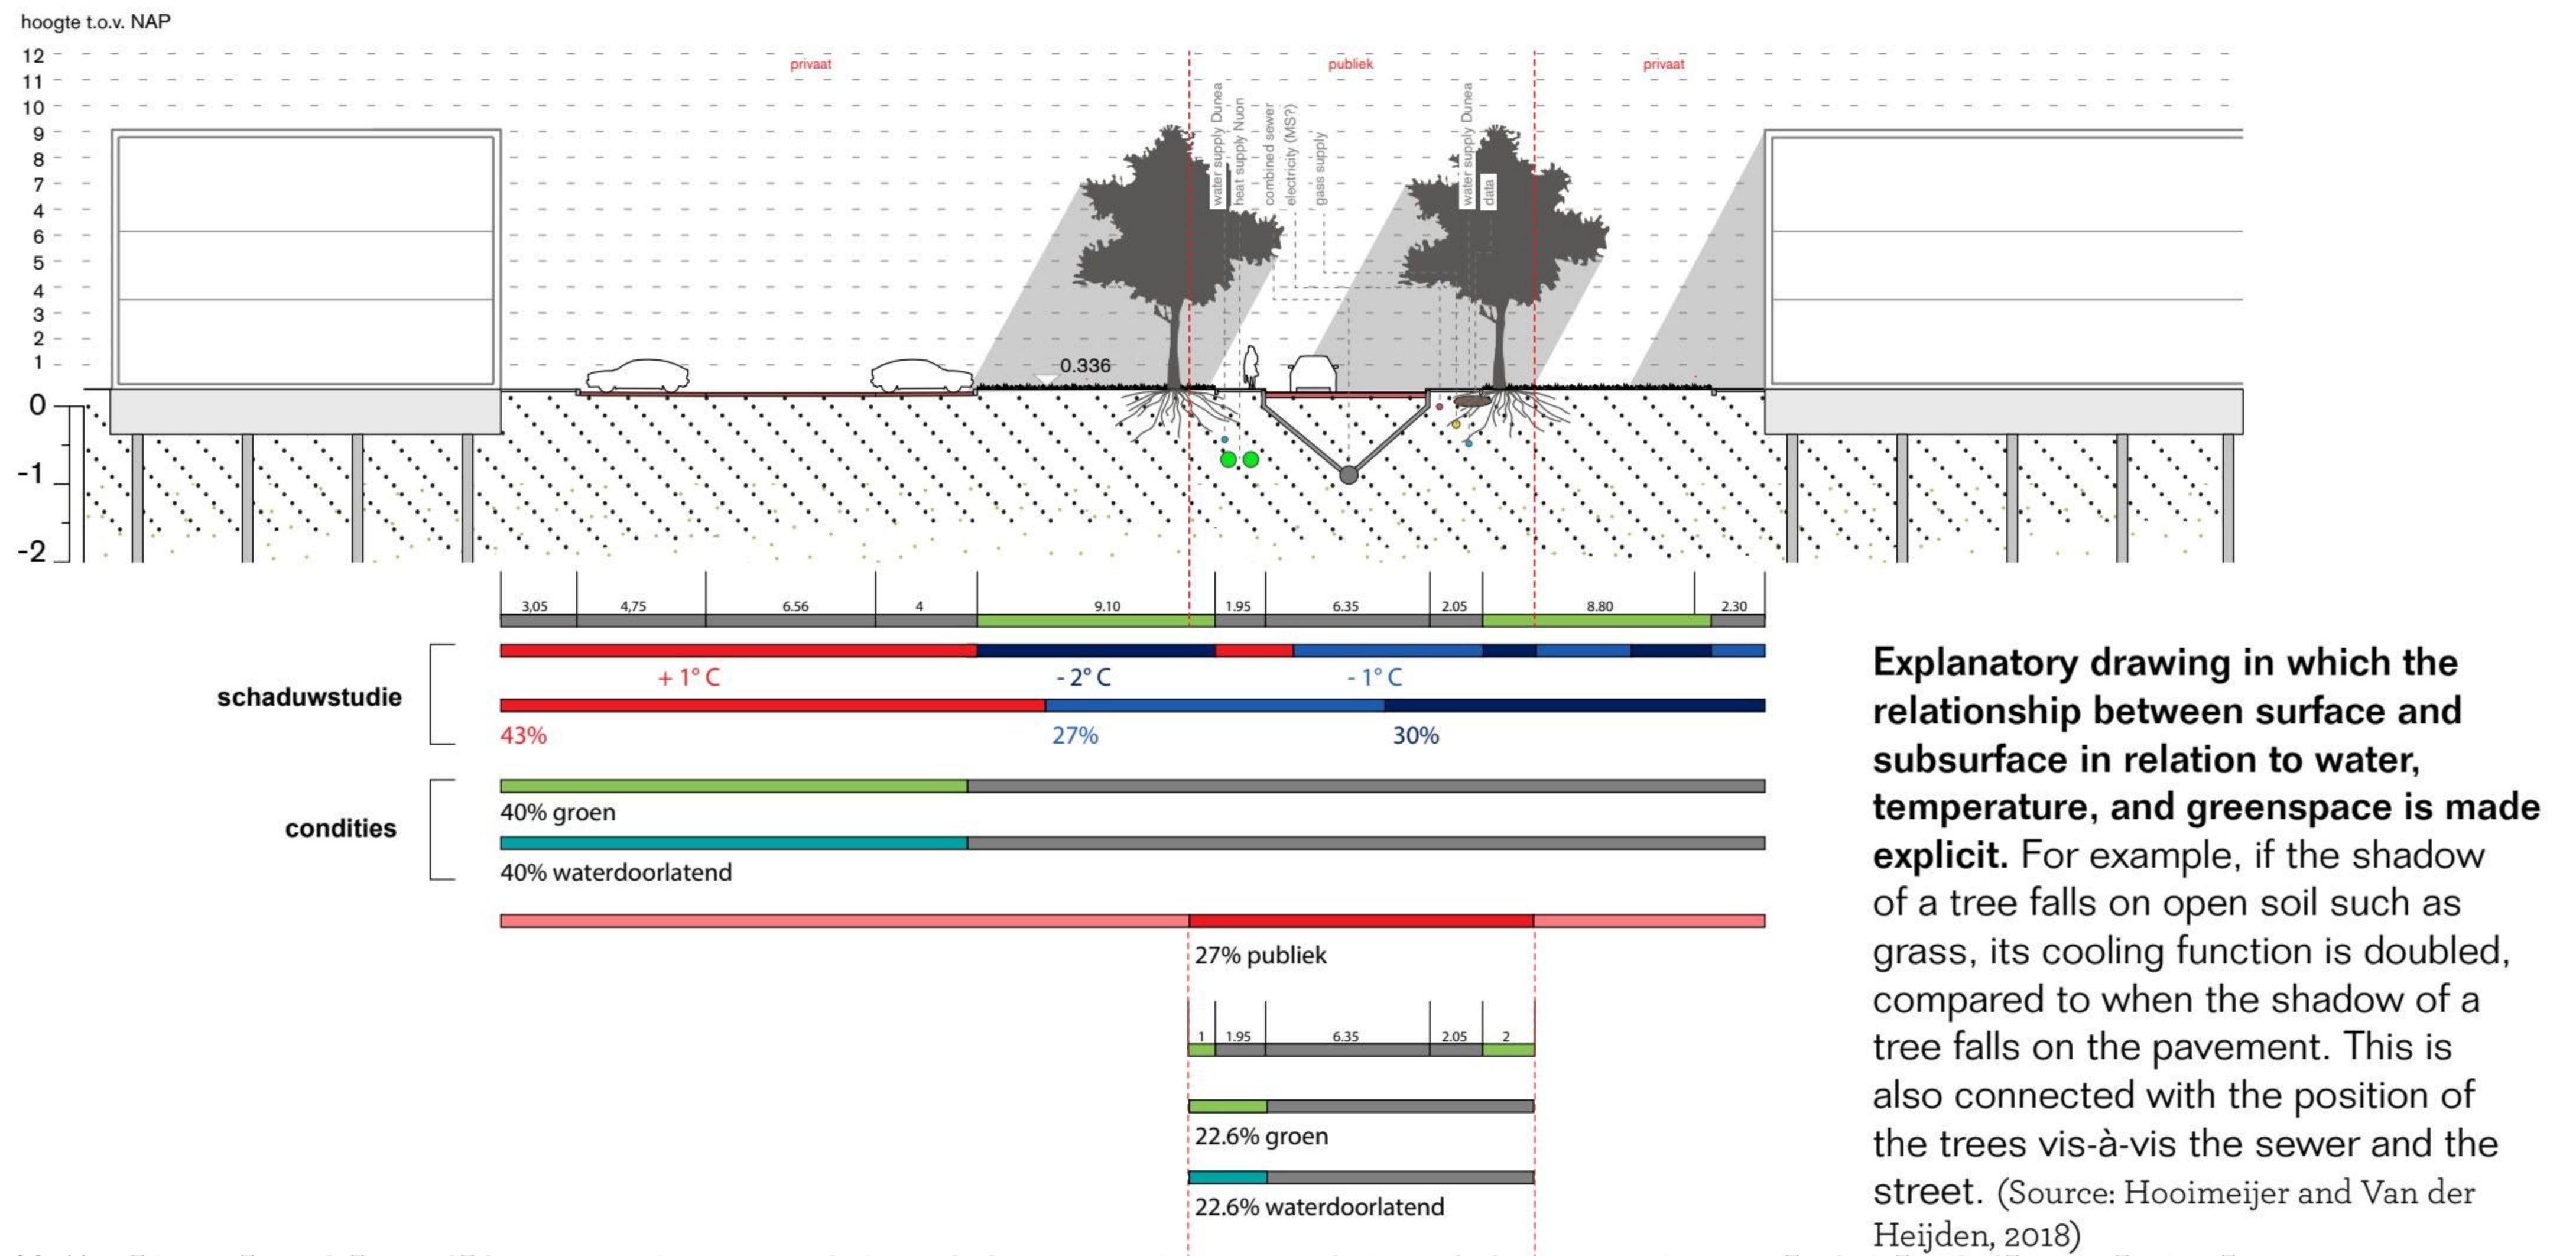 hoogte t.o.v. NAP
12
11
10
9
8
7
4
6
5
4
3
2
1
0
-1
-2
privaat
publiek
privaat
water supply Dunea
heat supply Nuon
combined sewer
electricity (MS?)
gass supply
water supply Dunea
data
0.336
3,05 4,75 6.56 4 9.10 1.95 6.35 2.05 8.80 2.30
schaduwstudie
+ 1° C - 2° C - 1° C
43% 27% 30%
condities
40% groen
40% waterdoorlatend
27% publiek
1 1.95 6.35 2.05 2
22.6% groen
22.6% waterdoorlatend
Explanatory drawing in which the
relationship between surface and
subsurface in relation to water,
temperature, and greenspace is made
explicit. For example, if the shadow
of a tree falls on open soil such as
grass, its cooling function is doubled,
compared to when the shadow of a
tree falls on the pavement. This is
also connected with the position of
the trees vis-à-vis the sewer and the
street. (Source: Hooimeijer and Van der
Heijden, 2018)